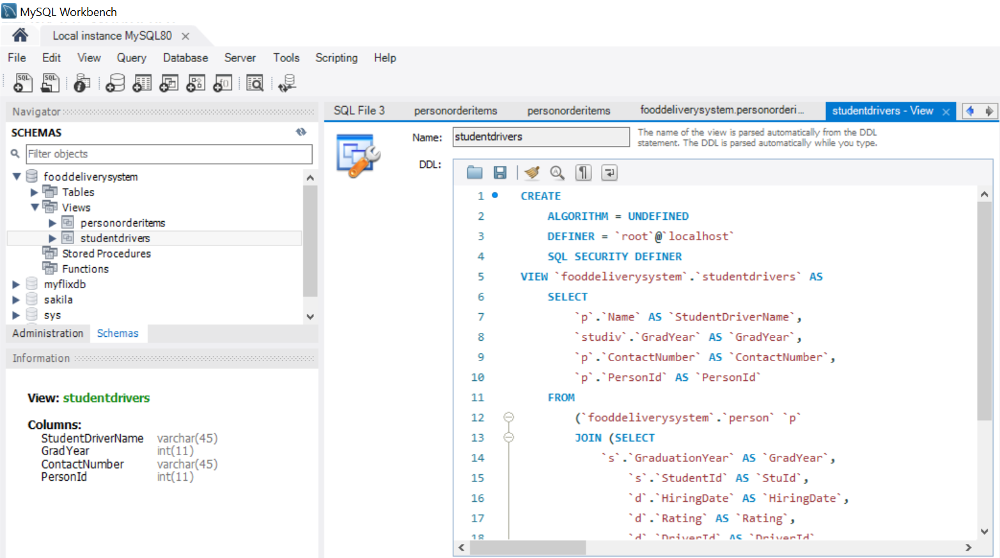 MySQL Workbench
Local instance MySQL80
File Edit View Query Database Server Tools Scripting Help
SQL SQL
Navigator
SCHEMAS
Filter objects
fooddeliverysystem
Tables
Views
personorderitems
studentdrivers
Stored Procedures
Functions
myflixdb
sakila
sys
Administration Schemas
Information
View: studentdrivers
Columns:
StudentDriverName varchar(45)
GradYear int(11)
ContactNumber varchar(45)
PersonId int(11)
SQL File 3 personorderitems personorderitems fooddeliverysystem.personorderi... studentdrivers - View
Name: studentdrivers
The name of the view is parsed automatically from the DDL
statement. The DDL is parsed automatically while you type.
DDL:
1 CREATE
2 ALGORITHM = UNDEFINED
3 DEFINER = `root`@`localhost`
4 SQL SECURITY DEFINER
5 VIEW `fooddeliverysystem`.`studentdrivers` AS
6 SELECT
7 `p`.`Name` AS `StudentDriverName`,
8 `studiv`.`GradYear` AS `GradYear`,
9 `p`.`ContactNumber` AS `ContactNumber`,
10 `p`.`PersonId` AS `PersonId`
11 FROM
12 (`fooddeliverysystem`.`person` `p`
13 JOIN (SELECT
14 `s`.`GraduationYear` AS `GradYear`,
15 `s`.`StudentId` AS `StuId`,
16 `d`.`HiringDate` AS `HiringDate`,
17 `d`.`Rating` AS `Rating`,
18 `d`.`DriverId` AS `DriverId`